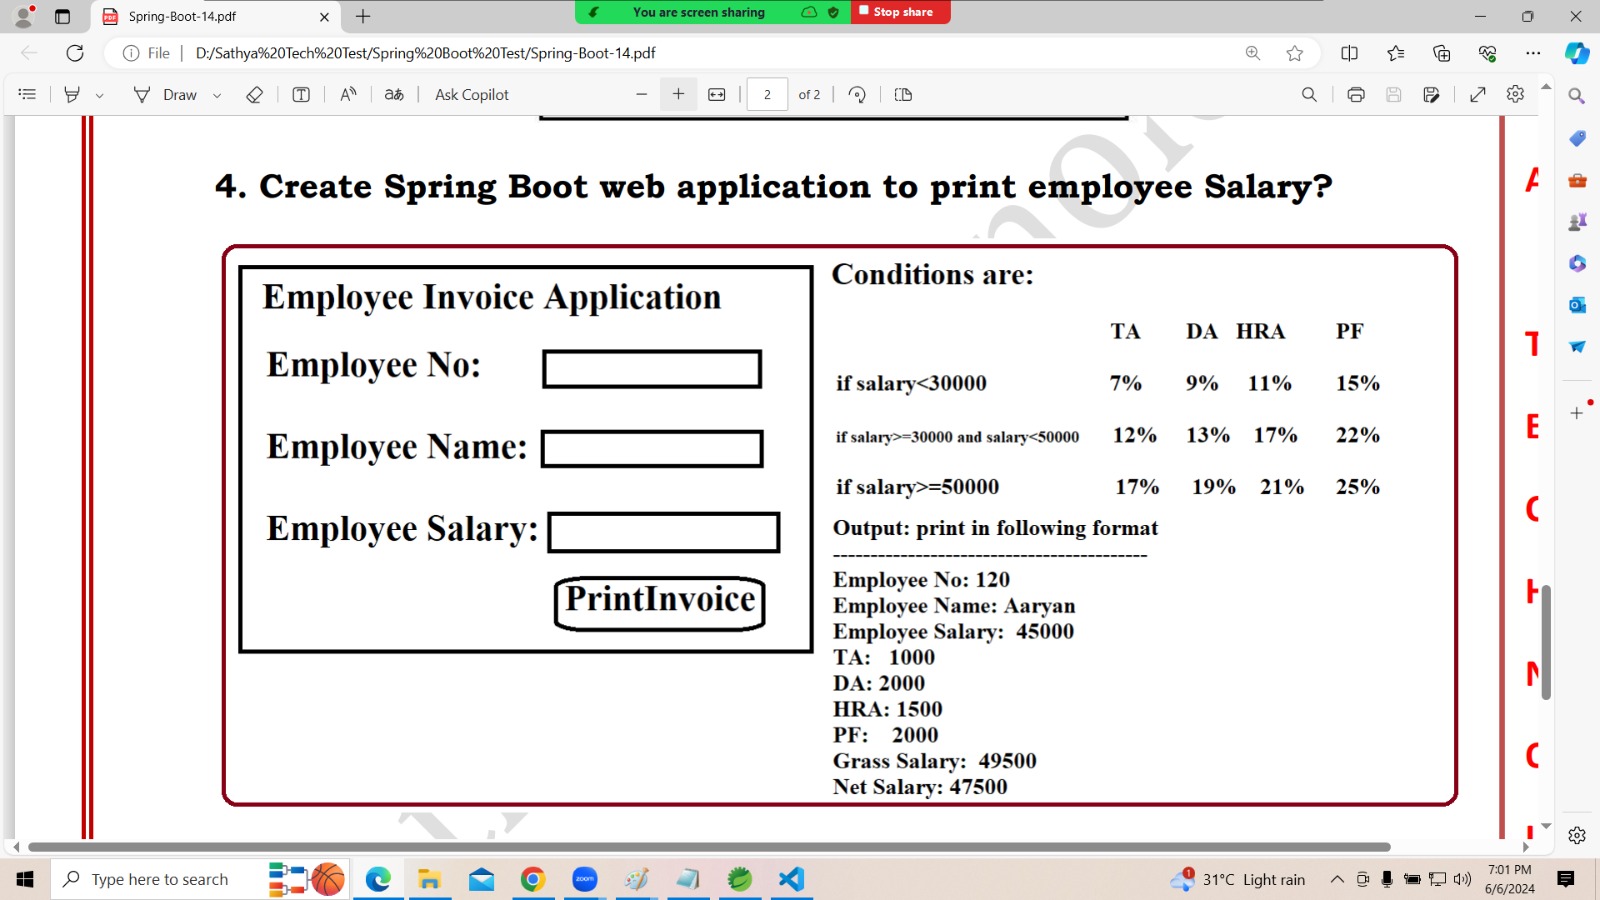 Spring-Boot-14.pdf
You are screen sharing
Stop share
File
D:/Sathya%20Tech%20Test/Spring%20Boot%20Test/Spring-Boot-14.pdf
Draw
Ask Copilot
2
of 2
4. Create Spring Boot web application to print employee Salary?
Employee Invoice Application
Employee No:
Employee Name:
Employee Salary:
PrintInvoice
Conditions are:
TA DA HRA PF
if salary<30000 7% 9% 11% 15%
if salary>=30000 and salary<50000 12% 13% 17% 22%
if salary>=50000 17% 19% 21% 25%
Output: print in following format
------------------------------------------
Employee No: 120
Employee Name: Aaryan
Employee Salary: 45000
TA: 1000
DA: 2000
HRA: 1500
PF: 2000
Grass Salary: 49500
Net Salary: 47500
Type here to search
zoom
1
31°C Light rain
7:01 PM
6/6/2024